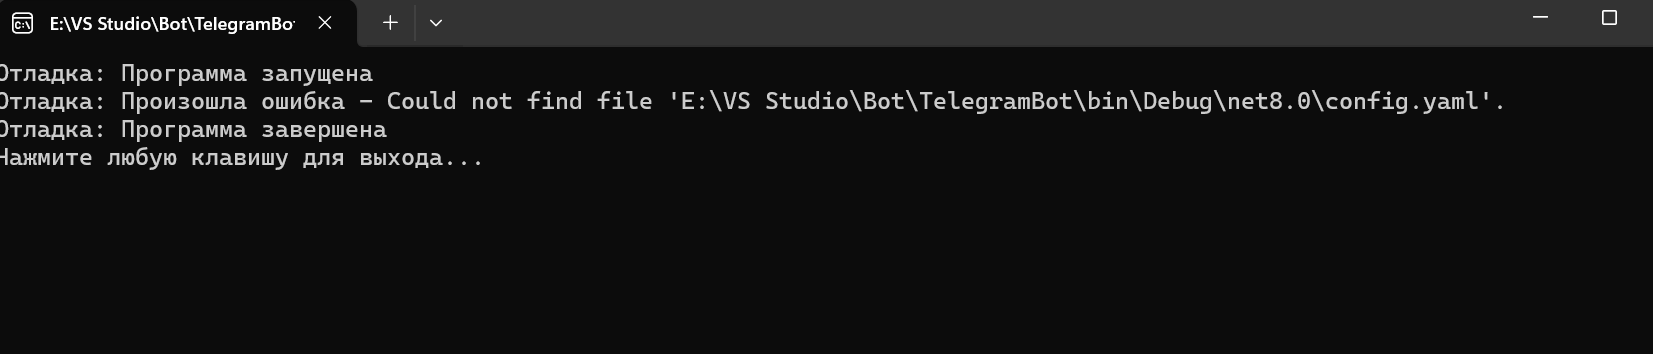 E:\VS Studio\Bot\TelegramBo
Отладка: Программа запущена
Отладка: Произошла ошибка - Could not find file 'E:\VS Studio\Bot\TelegramBot\bin\Debug\net8.0\config.yaml'.
Отладка: Программа завершена
Нажмите любую клавишу для выхода...